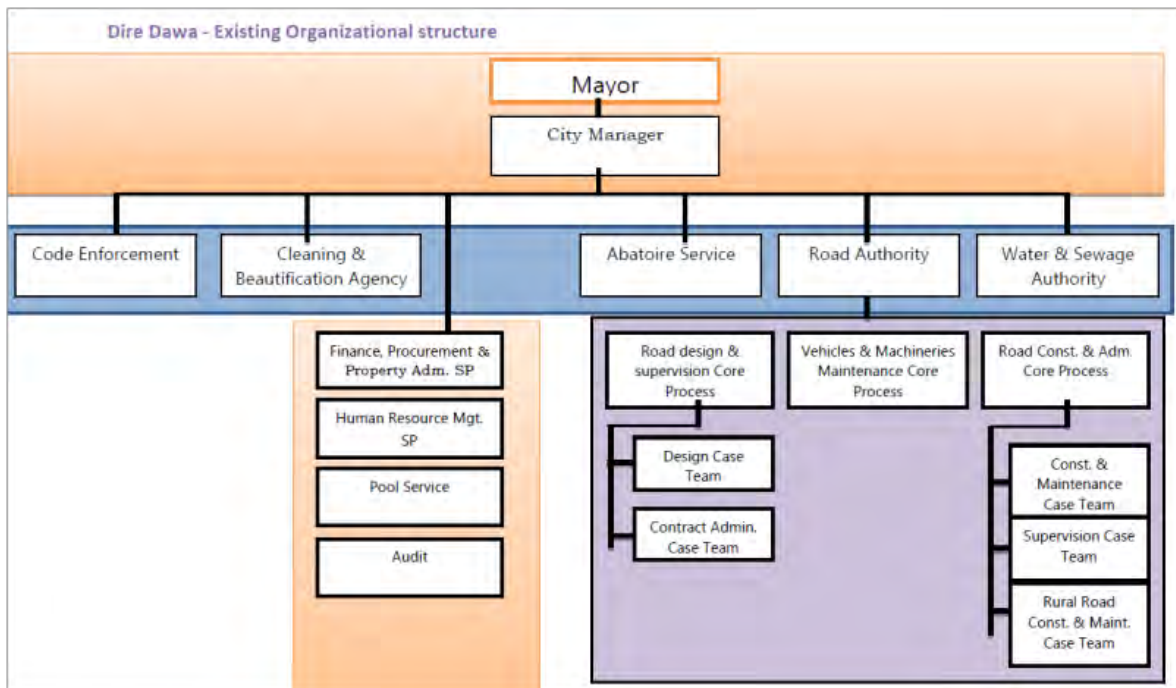 Dire Dawa - Existing Organizational structure
Mayor
City Manager
Code Enforcement
Cleaning &
Beautification Agency
Abatoire Service
Road Authority
Water & Sewage
Authority
Finance, Procurement &
Property Adm. SP
Human Resource Mgt.
SP
Pool Service
Audit
Road design &
supervision Core
Process
Vehicles & Machineries
Maintenance Core
Process
Road Const. & Adm.
Core Process
Design Case
Team
Contract Admin.
Case Team
Const. &
Maintenance
Case Team
Supervision Case
Team
Rural Road
Const. & Maint.
Case Team